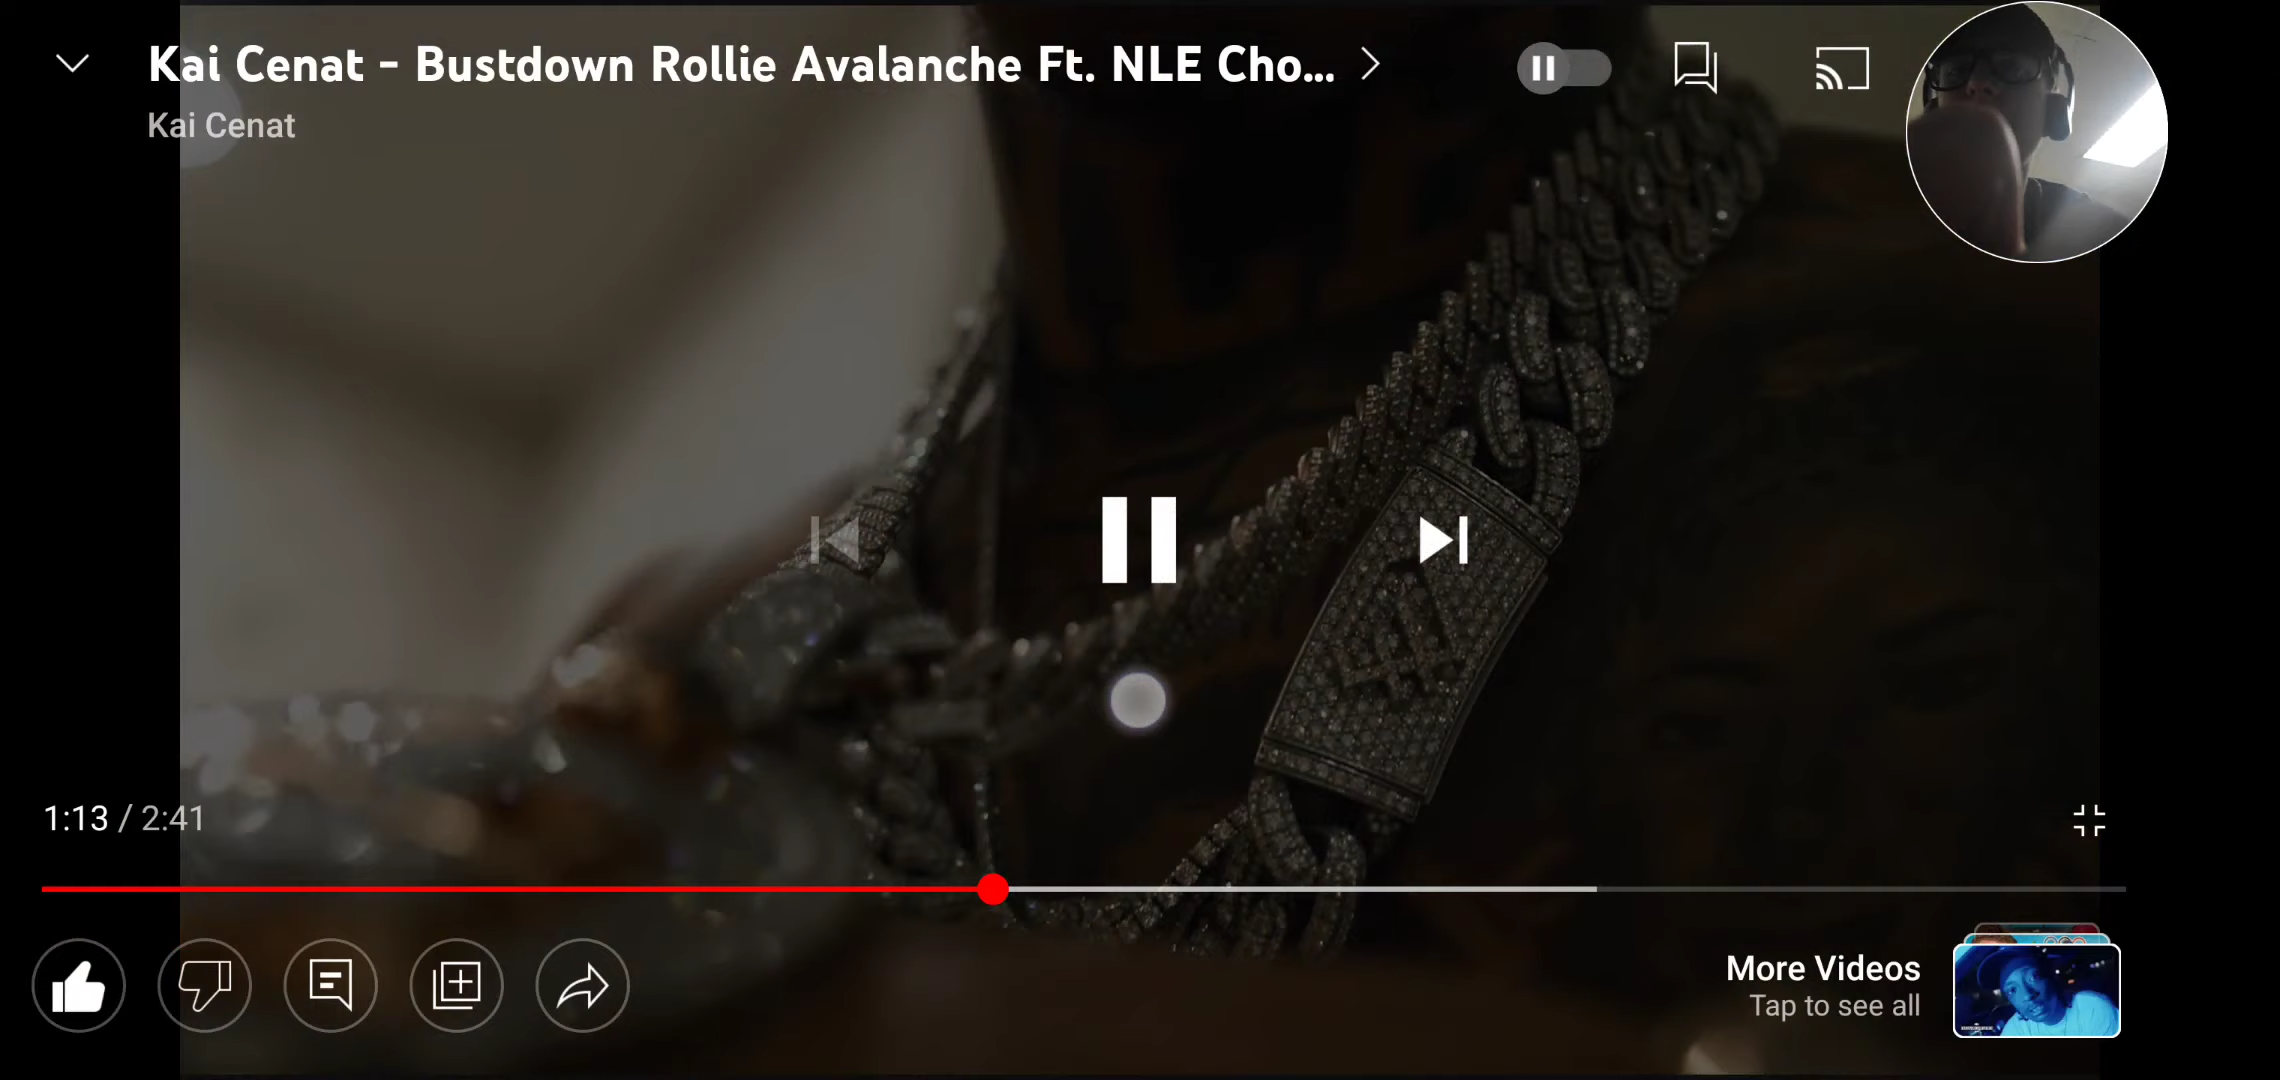 Kai Cenat - Bustdown Rollie Avalanche Ft. NLE Cho...
Kai Cenat
1:13 / 2:41
More Videos
Tap to see all